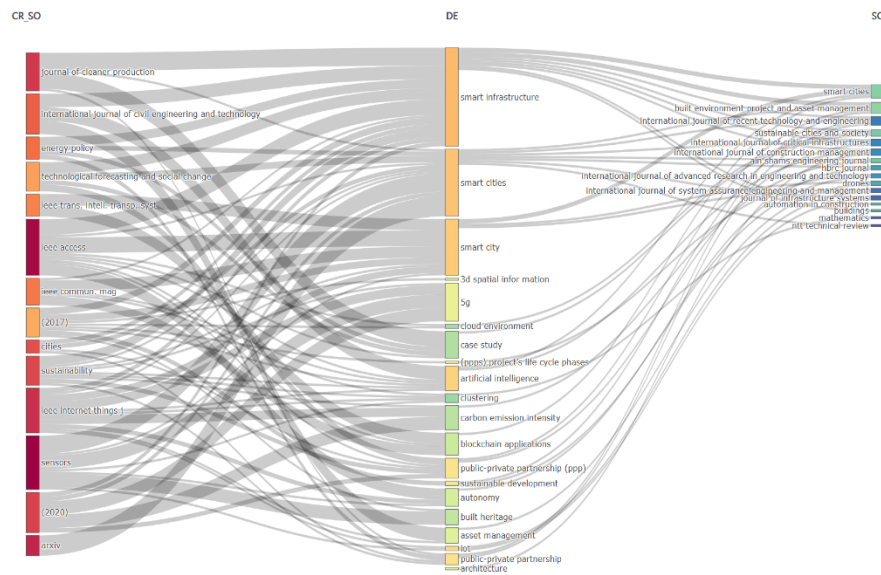 CR_SO
DE
SO
journal of cleaner production
international journal of civil engineering and technology
energy policy
technological forecasting and social change
ieee trans. intell. transp. syst.
ieee access
ieee commun. mag
(2017)
cities
sustainability
ieee internet things j
sensors
(2020)
arxiv
smart infrastructure
smart cities
smart city
3d spatial infor mation
5g
cloud environment
case study
(ppps) project's life cycle phases
artificial intelligence
clustering
carbon emission intensity
blockchain applications
public-private partnership (ppp)
sustainable development
autonomy
built heritage
asset management
iot
public-private partnership
architecture
smart cities
built environment project and asset management
international journal of recent technology and engineering
sustainable cities and society
international journal of critical infrastructures
international journal of construction management
ain shams engineering journal
hbrc journal
international journal of advanced research in engineering and technology
drones
international journal of system assurance engineering and management
journal of infrastructure systems
automation in construction
buildings
mathematics
ntt technical review